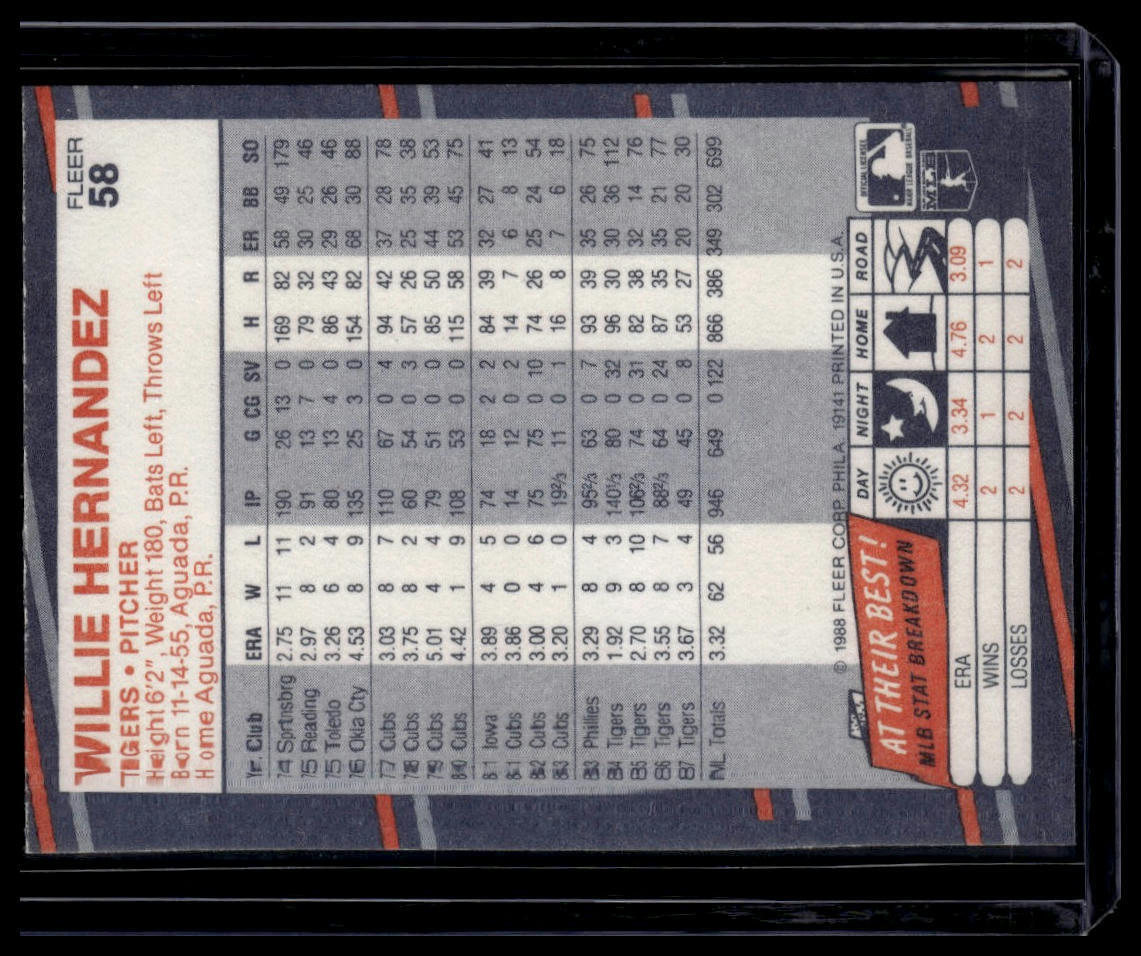 FLEER
58
WILLIE HERNANDEZ
TIGERS • PITCHER
Height 6'2", Weight 180, Bats Left, Throws Left
Born 11-14-55, Aguada, P.R.
Home Aguada, P.R.
Yr. Club ERA W L IP G CG SV H R ER BB SO
74 Sprtnsbrg 2.75 11 11 190 26 13 0 169 82 58 49 179
75 Reading 2.97 8 2 91 13 7 0 79 32 30 25 46
75 Toledo 3.26 6 4 80 13 4 0 86 43 29 26 46
76 Okla Cty 4.53 8 9 135 25 3 0 154 82 68 30 88
77 Cubs 3.03 8 7 110 67 0 4 94 42 37 28 78
78 Cubs 3.75 8 2 60 54 0 3 57 26 25 35 38
79 Cubs 5.01 4 4 79 51 0 0 85 50 44 39 53
80 Cubs 4.42 1 9 108 53 0 0 115 58 53 45 75
81 Iowa 3.89 4 5 74 18 2 2 84 39 32 27 41
81 Cubs 3.86 0 0 14 12 0 2 14 7 6 8 13
82 Cubs 3.00 4 6 75 75 0 10 74 26 25 24 54
83 Cubs 3.20 1 0 19⅔ 11 0 1 16 8 7 6 18
83 Phillies 3.29 8 4 95⅔ 63 0 7 93 39 35 26 75
84 Tigers 1.92 9 3 140⅓ 80 0 32 96 30 30 36 112
85 Tigers 2.70 8 10 106⅔ 74 0 31 82 38 32 14 76
86 Tigers 3.55 8 7 88⅔ 64 0 24 87 35 35 21 77
87 Tigers 3.67 3 4 49 45 0 8 53 27 20 20 30
ML Totals 3.32 62 56 946 649 0 122 866 386 349 302 699
© 1988 FLEER CORP. PHILA. 19141 PRINTED IN U.S.A.
AT THEIR BEST!
MLB STAT BREAKDOWN
DAY NIGHT HOME ROAD
ERA 4.32 3.34 4.76 3.09
WINS 2 1 2 1
LOSSES 2 2 2 2
OFFICIAL LICENSEE
MAJOR LEAGUE BASEBALL
MLB